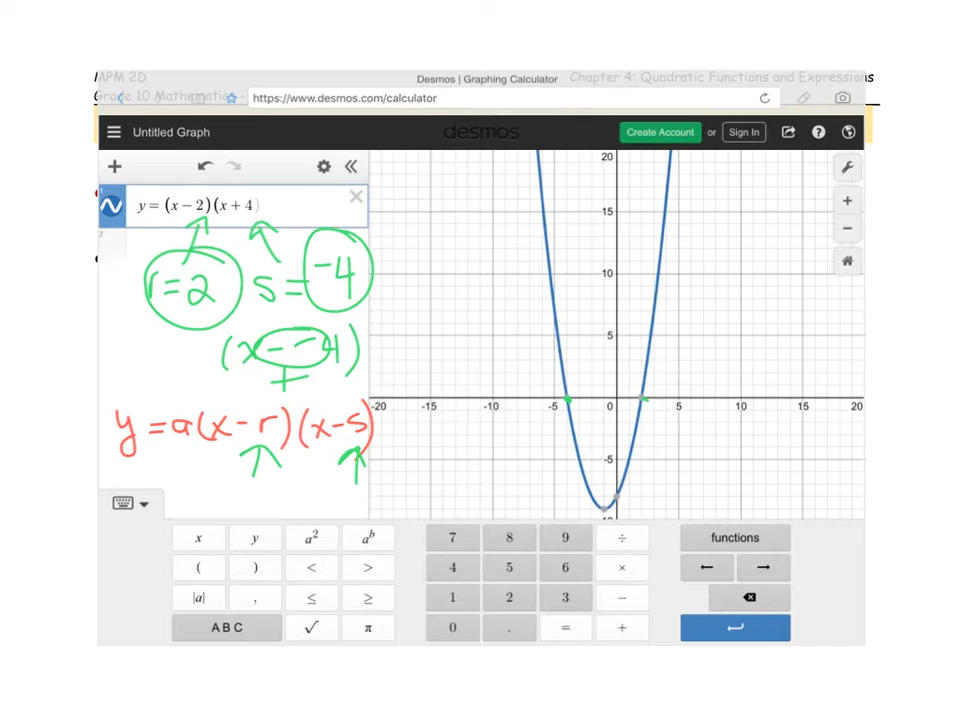 MPM 2D
Desmos | Graphing Calculator
Chapter 4: Quadratic Functions and Expressions
Grade 10 Mathematics -
https://www.desmos.com/calculator
Untitled Graph
desmos
Create Account or Sign In
1
y = (x − 2)(x + 4)
2
r = 2 s = −4
(x − −4)
+
y = a(x − r)(x − s)
20
15
10
5
-20 -15 -10 -5 0 5 10 15 20
-5
x y a² aᵇ 7 8 9 ÷ functions
( ) < > 4 5 6 × ← →
|a| , ≤ ≥ 1 2 3 −
A B C √ π 0 . = +